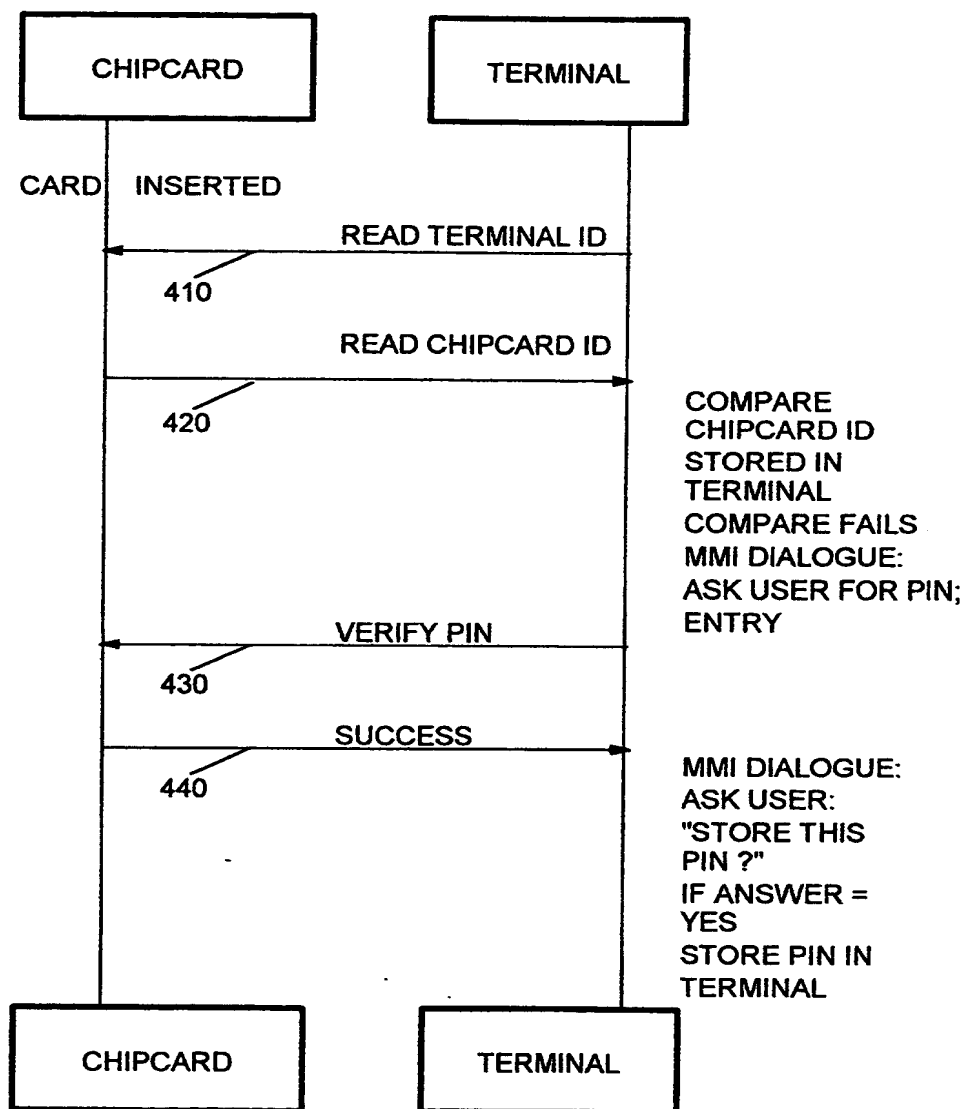 CHIPCARD
TERMINAL
CARD INSERTED
READ TERMINAL ID
410
READ CHIPCARD ID
420
COMPARE
CHIPCARD ID
STORED IN
TERMINAL
COMPARE FAILS
MMI DIALOGUE:
ASK USER FOR PIN;
ENTRY
VERIFY PIN
430
SUCCESS
440
MMI DIALOGUE:
ASK USER:
"STORE THIS
PIN ?"
IF ANSWER =
YES
STORE PIN IN
TERMINAL
CHIPCARD
TERMINAL